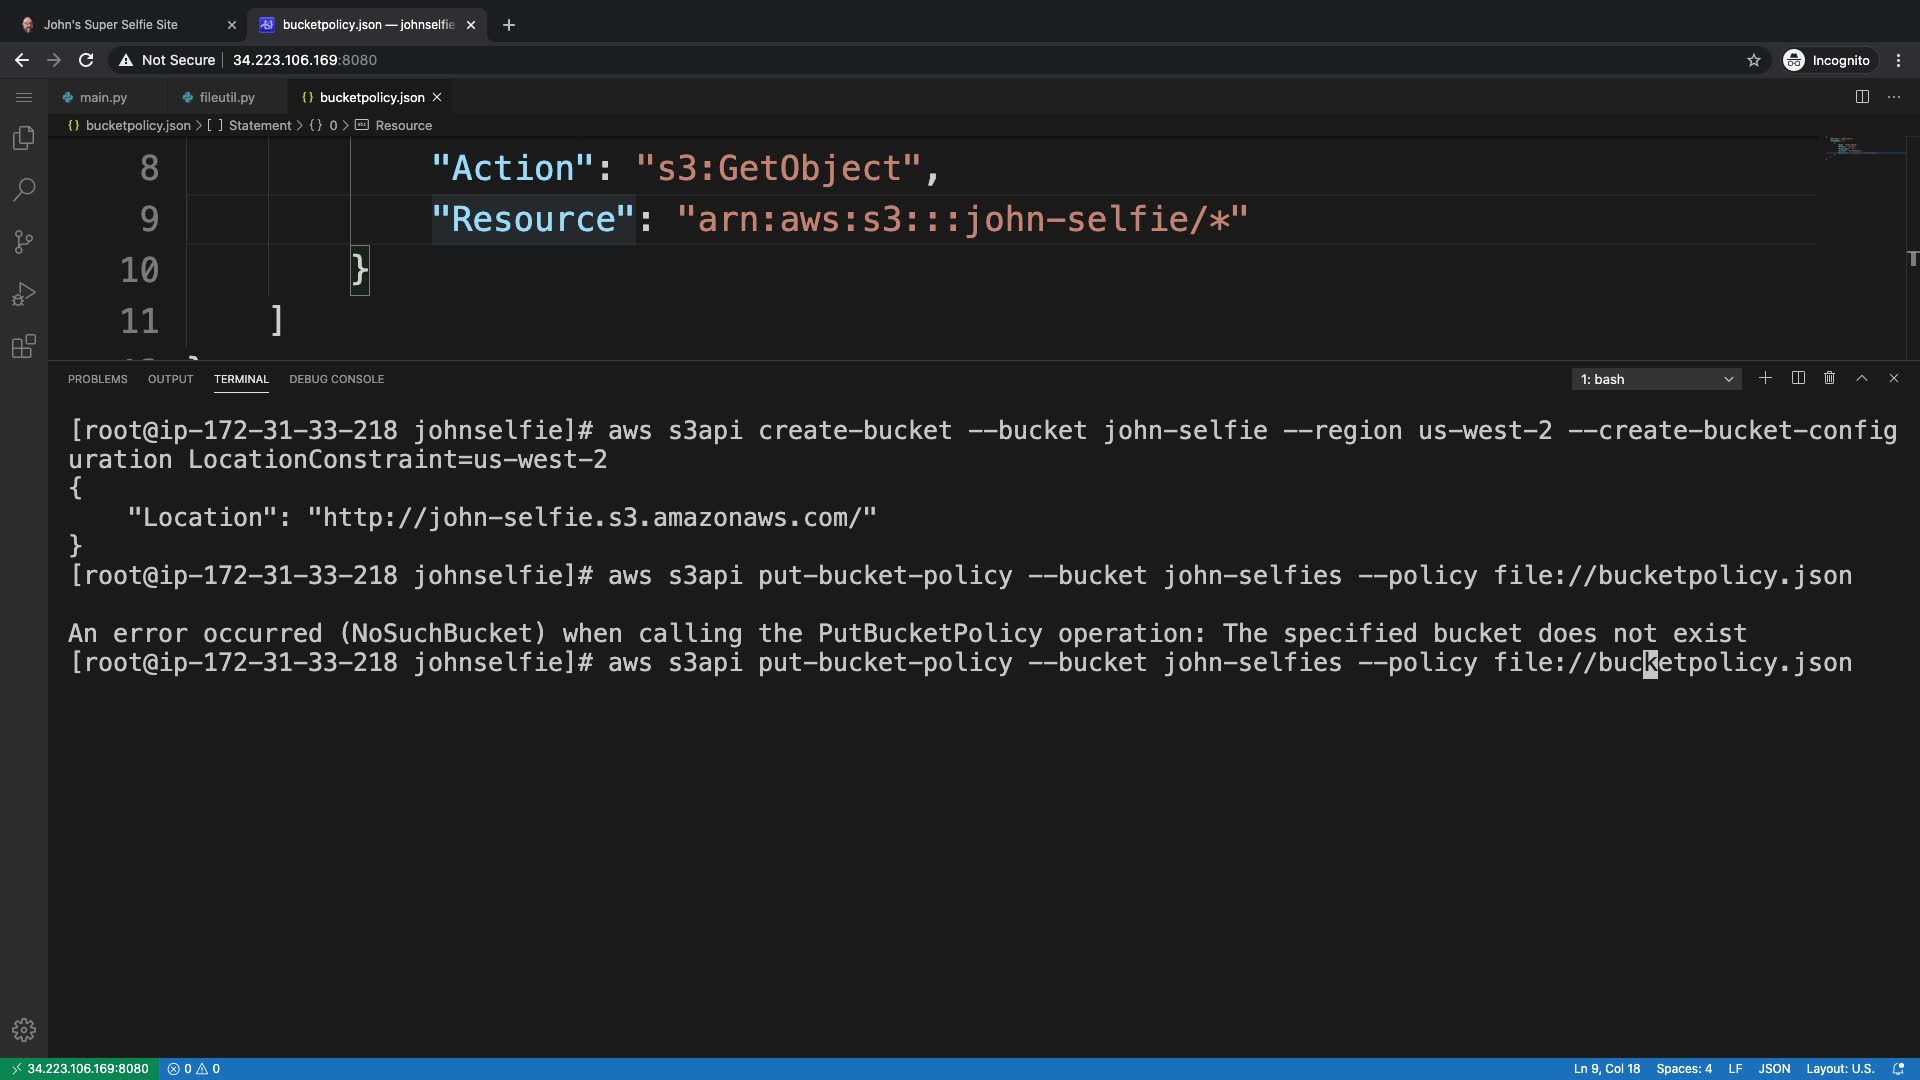 John's Super Selfie Site
bucketpolicy.json — johnselfie
Not Secure 34.223.106.169:8080
Incognito
main.py
fileutil.py
{} bucketpolicy.json
{} bucketpolicy.json > [ ] Statement > {} 0 > Resource
8 "Action": "s3:GetObject",
9 "Resource": "arn:aws:s3:::john-selfie/*"
10 }
11 ]
PROBLEMS OUTPUT TERMINAL DEBUG CONSOLE
1: bash
[root@ip-172-31-33-218 johnselfie]# aws s3api create-bucket --bucket john-selfie --region us-west-2 --create-bucket-config
uration LocationConstraint=us-west-2
{
"Location": "http://john-selfie.s3.amazonaws.com/"
}
[root@ip-172-31-33-218 johnselfie]# aws s3api put-bucket-policy --bucket john-selfies --policy file://bucketpolicy.json
An error occurred (NoSuchBucket) when calling the PutBucketPolicy operation: The specified bucket does not exist
[root@ip-172-31-33-218 johnselfie]# aws s3api put-bucket-policy --bucket john-selfies --policy file://bucketpolicy.json
34.223.106.169:8080 0 0
Ln 9, Col 18 Spaces: 4 LF JSON Layout: U.S.